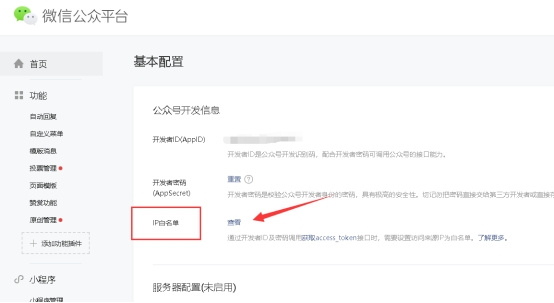 微信公众平台
首页
功能
自动回复
自定义菜单
模板消息
投票管理
页面模板
赞赏功能
原创管理
+ 添加功能插件
小程序
小程序管理
基本配置
公众号开发信息
开发者ID(AppID)
开发者ID是公众号开发识别码，配合开发者密码可调用公众号的接口能力。
开发者密码 重置 ?
(AppSecret) 开发者密码是校验公众号开发者身份的密码，具有极高的安全性。切记勿把密码直接交给第三方开发者或直接存
IP白名单 查看
通过开发者ID及密码调用获取access_token接口时，需要设置访问来源IP为白名单。了解更多。
服务器配置(未启用)